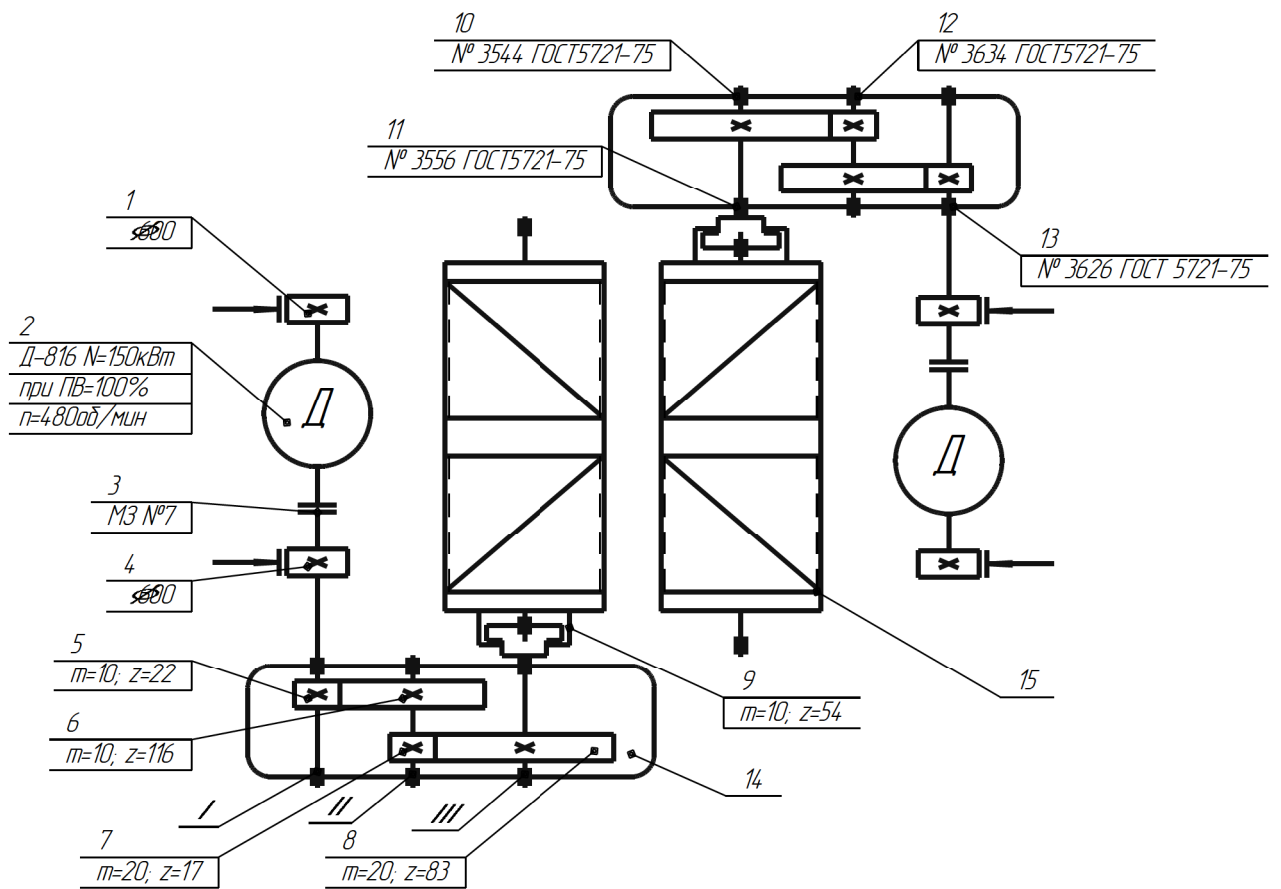 10
№ 3544 ГОСТ5721-75
12
№ 3634 ГОСТ5721-75
11
№ 3556 ГОСТ5721-75
13
№ 3626 ГОСТ 5721-75
1
2
Д-816 N=150кВт
при ПВ=100%
n=480об/мин
Д
Д
3
МЗ №7
4
5
m=10; z=22
6
m=10; z=116
9
m=10; z=54
15
14
I
II
III
7
m=20; z=17
8
m=20; z=83